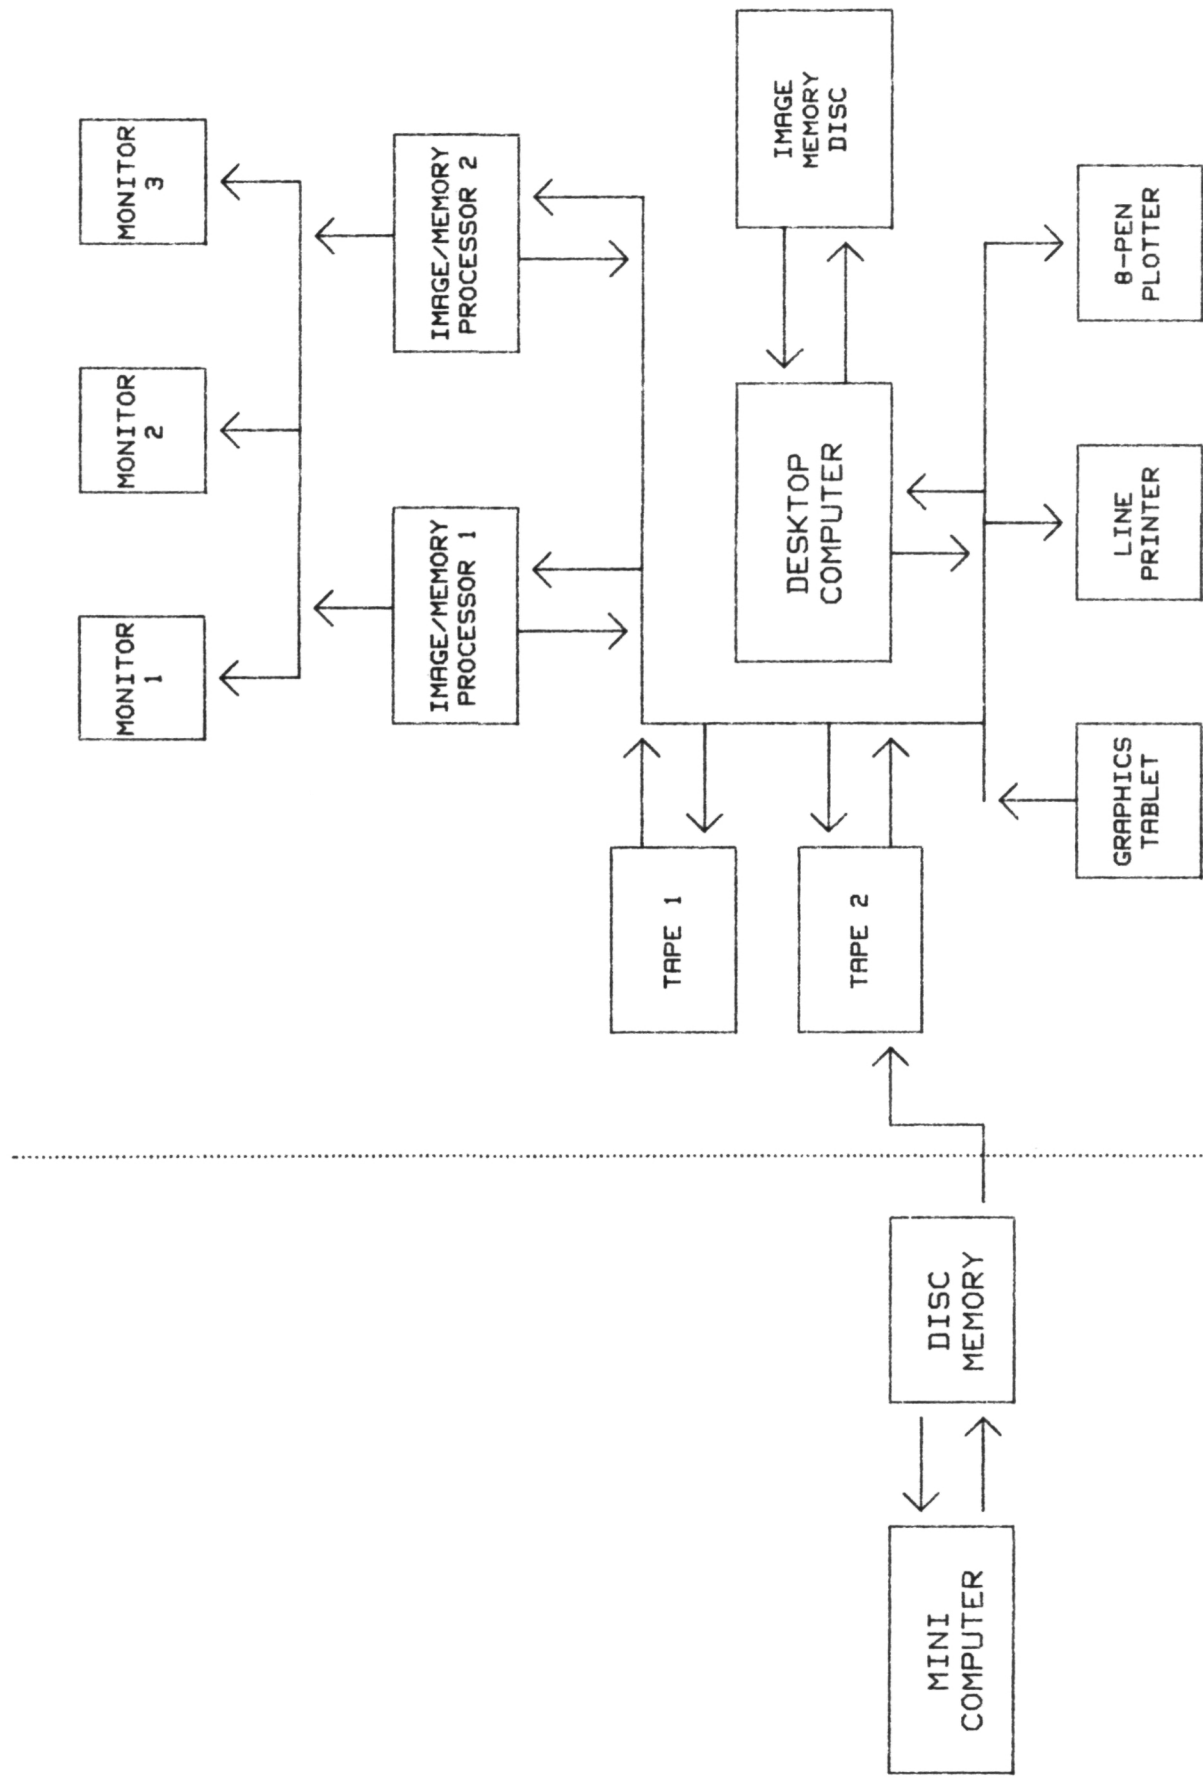 MONITOR
1
MONITOR
2
MONITOR
3
IMAGE/MEMORY
PROCESSOR 1
IMAGE/MEMORY
PROCESSOR 2
TAPE 1
TAPE 2
DESKTOP
COMPUTER
IMAGE
MEMORY
DISC
MINI
COMPUTER
DISC
MEMORY
GRAPHICS
TABLET
LINE
PRINTER
8-PEN
PLOTTER